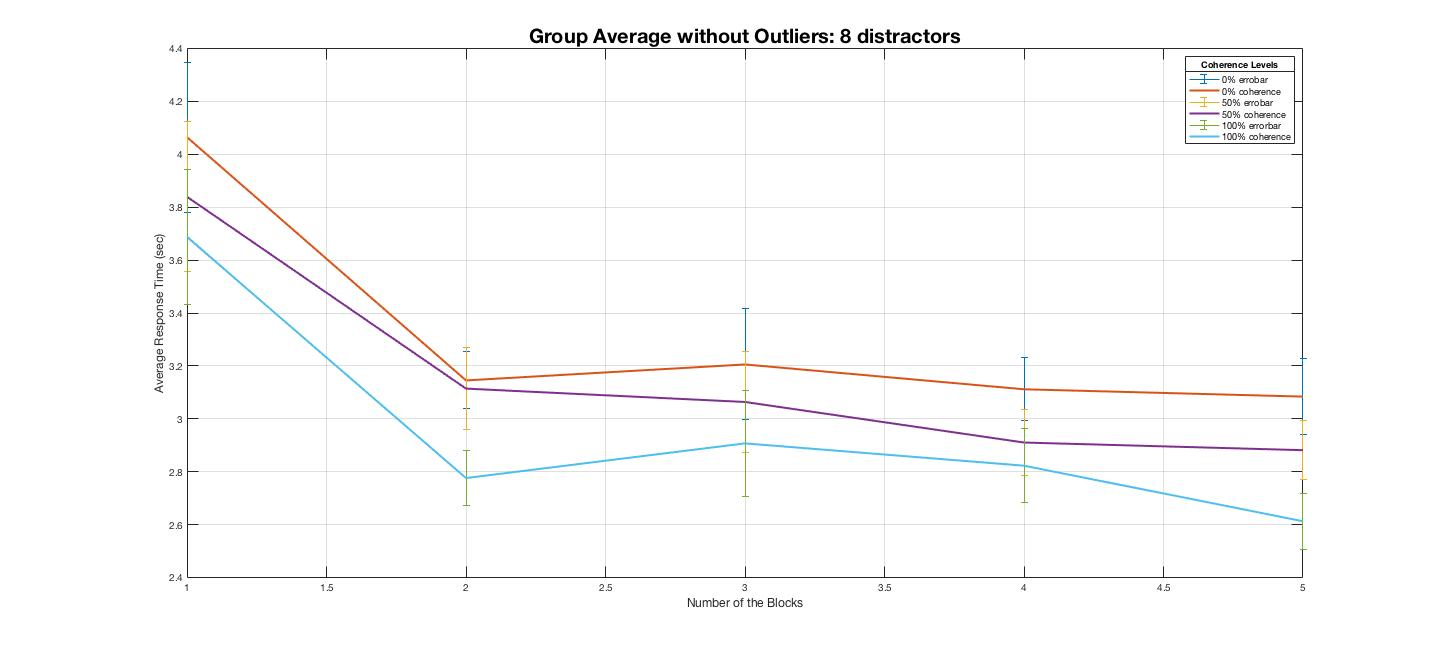 Group Average without Outliers: 8 distractors
Coherence Levels
0% errobar
0% coherence
50% errobar
50% coherence
100% errorbar
100% coherence
Average Response Time (sec)
4.4
4.2
4
3.8
3.6
3.4
3.2
3
2.8
2.6
2.4
1
1.5
2
2.5
3
3.5
4
4.5
5
Number of the Blocks